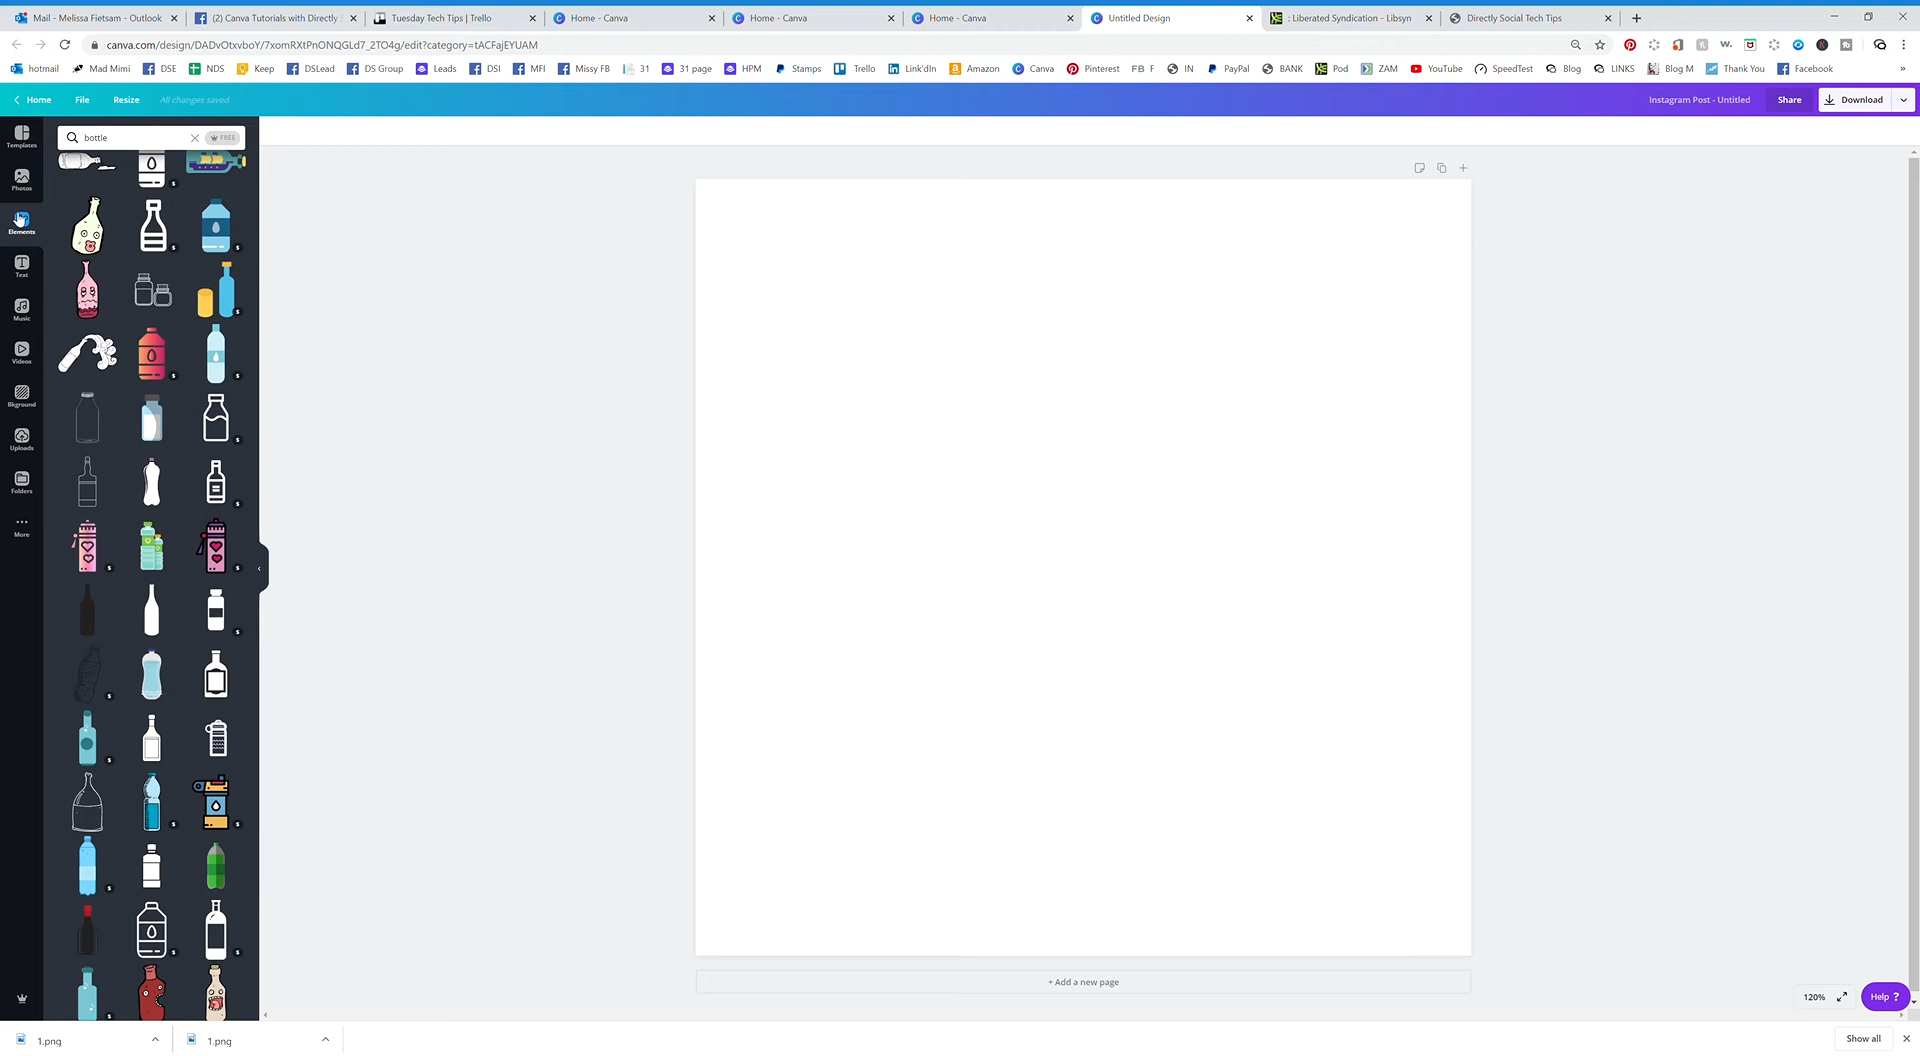 Mail - Melissa Fietsam - Outlook
(2) Canva Tutorials with Directly S
Tuesday Tech Tips | Trello
Home - Canva
Home - Canva
Home - Canva
Untitled Design
: Liberated Syndication - Libsyn
Directly Social Tech Tips
canva.com/design/DADvOtxvboY/7xomRXtPnONQGLd7_2TO4g/edit?category=tACFajEYUAM
hotmail
Mad Mimi
DSE
NDS
Keep
DSLead
DS Group
Leads
DSI
MFI
Missy FB
31
31 page
HPM
Stamps
Trello
Link'dIn
Amazon
Canva
Pinterest
FB F
IN
PayPal
BANK
Pod
ZAM
YouTube
SpeedTest
Blog
LINKS
Blog M
Thank You
Facebook
Home
File
Resize
All changes saved
Instagram Post - Untitled
Share
Download
Templates
bottle
FREE
Photos
Elements
Text
Music
Videos
Bkground
Uploads
Folders
More
+ Add a new page
120%
Help ?
1.png
1.png
Show all